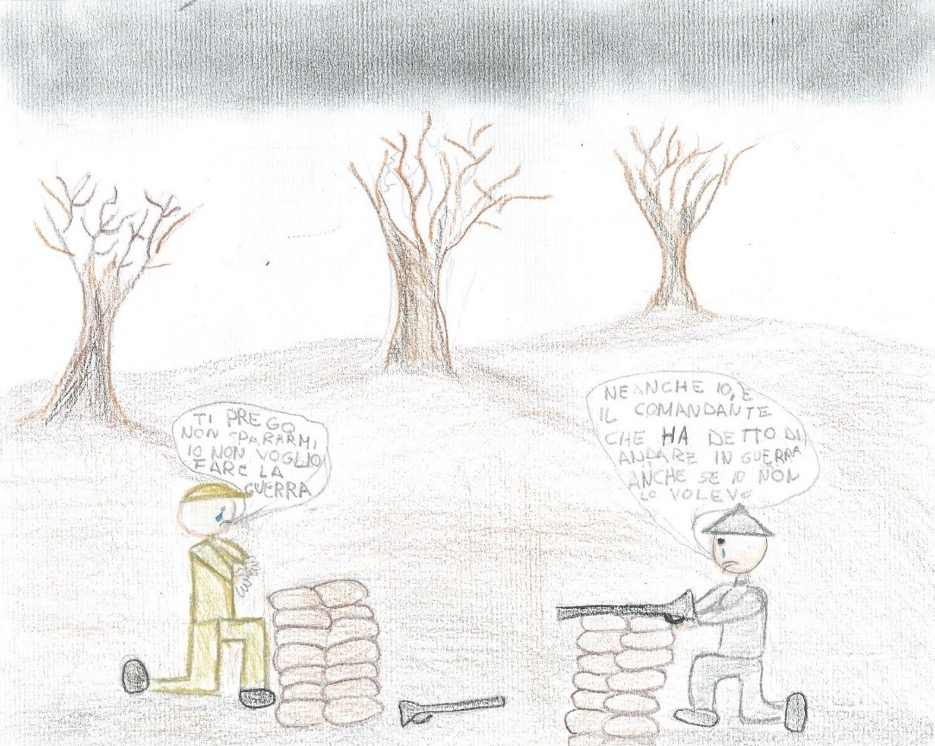 TI PREGO
NON SPARARMI
IO NON VOGLIO
FARE LA
GUERRA
NEANCHE IO, E
IL COMANDANTE
CHE HA DETTO DI
ANDARE IN GUERRA
ANCHE SE IO NON
LO VOLEVO